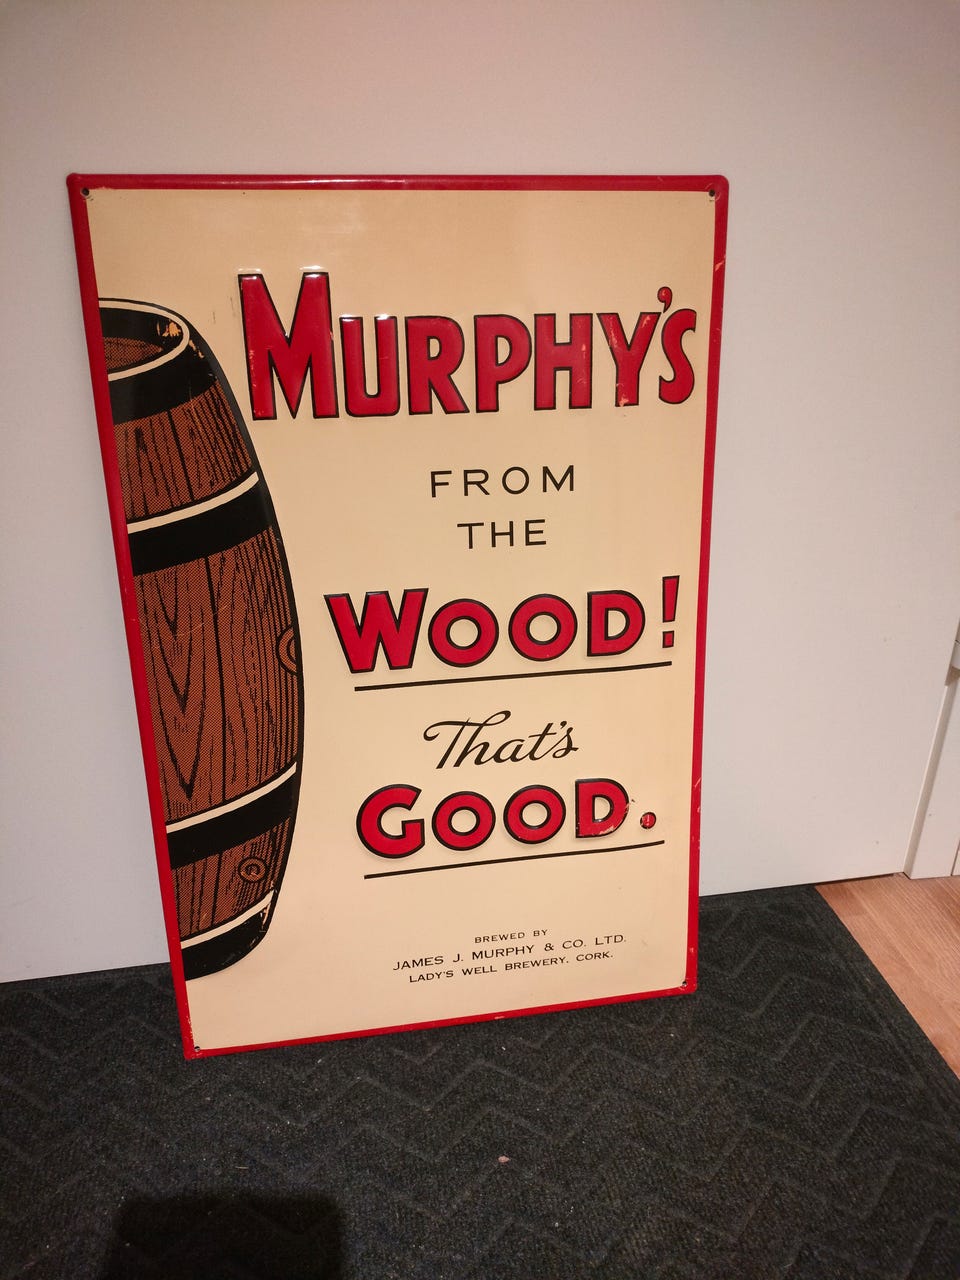 MURPHY'S
FROM
THE
WOOD!
That's
GOOD.
BREWED BY
JAMES J. MURPHY & CO. LTD.
LADY'S WELL BREWERY. CORK.